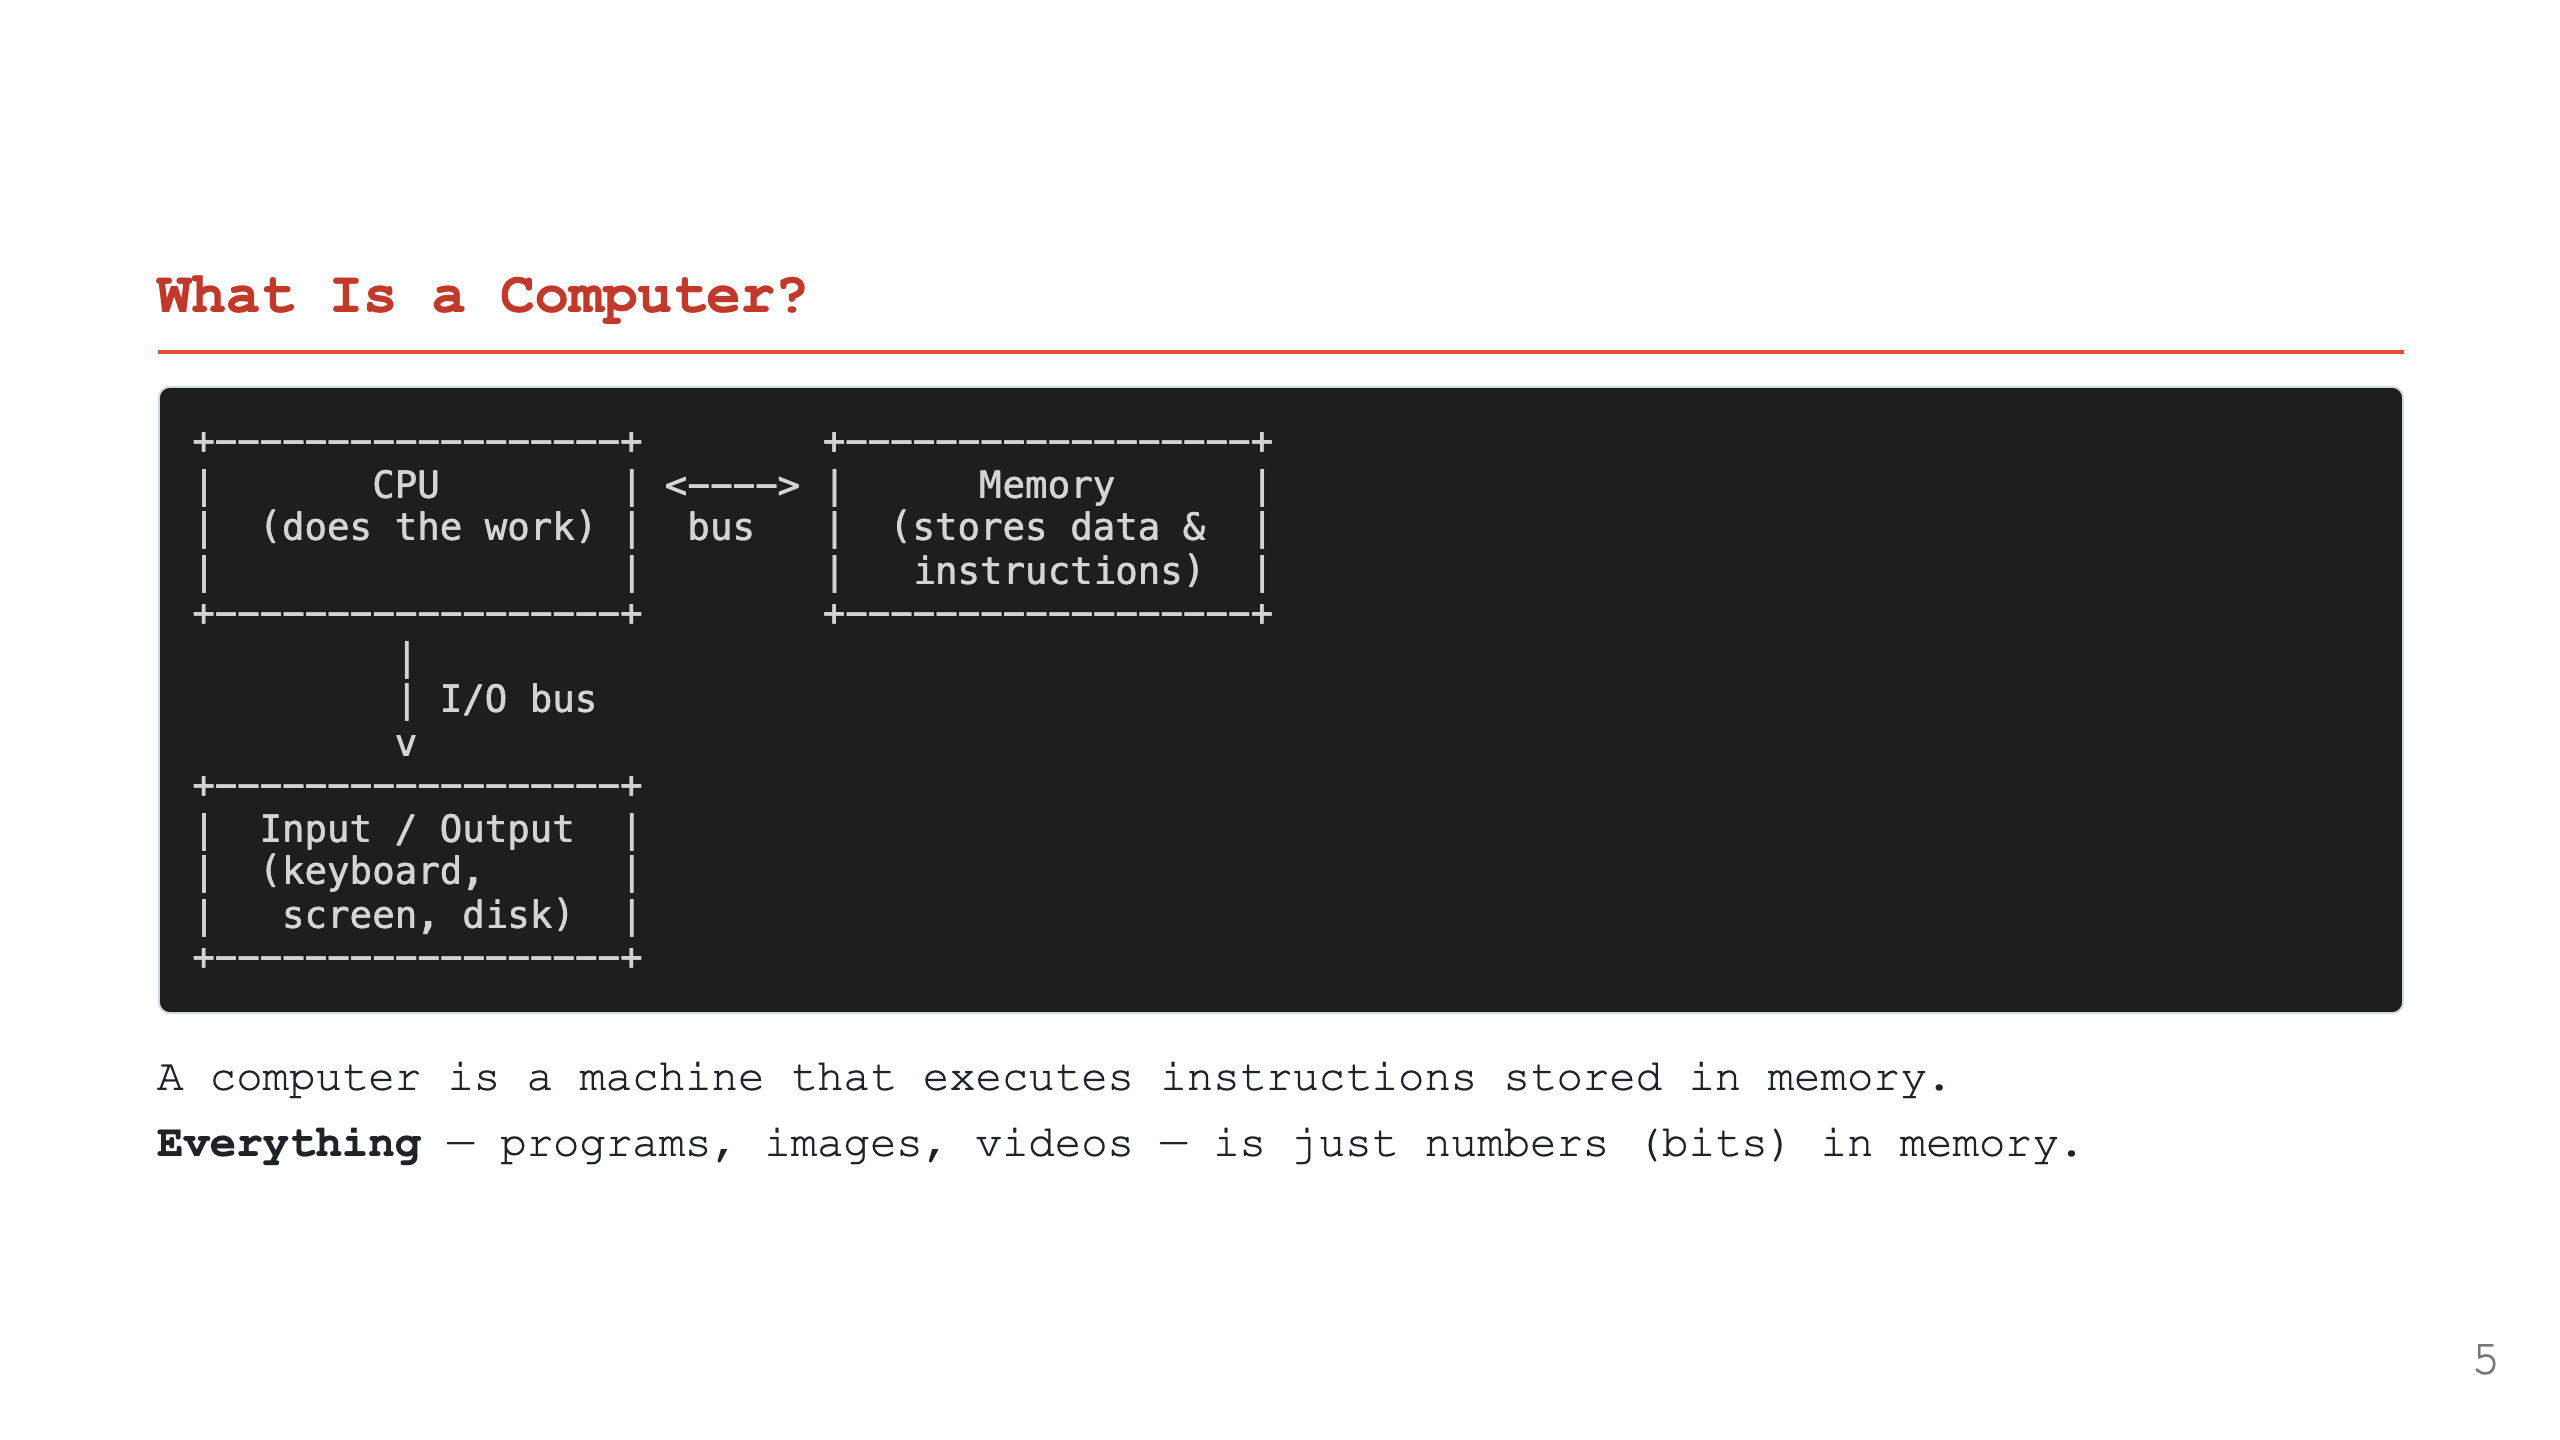 What Is a Computer?
+------------------+        +------------------+
|       CPU        | <----> |      Memory      |
|  (does the work) |  bus   |  (stores data &  |
|                  |        |   instructions)  |
+------------------+        +------------------+
         |
         | I/O bus
         v
+------------------+
|  Input / Output  |
|  (keyboard,      |
|   screen, disk)  |
+------------------+
A computer is a machine that executes instructions stored in memory.
Everything — programs, images, videos — is just numbers (bits) in memory.
5